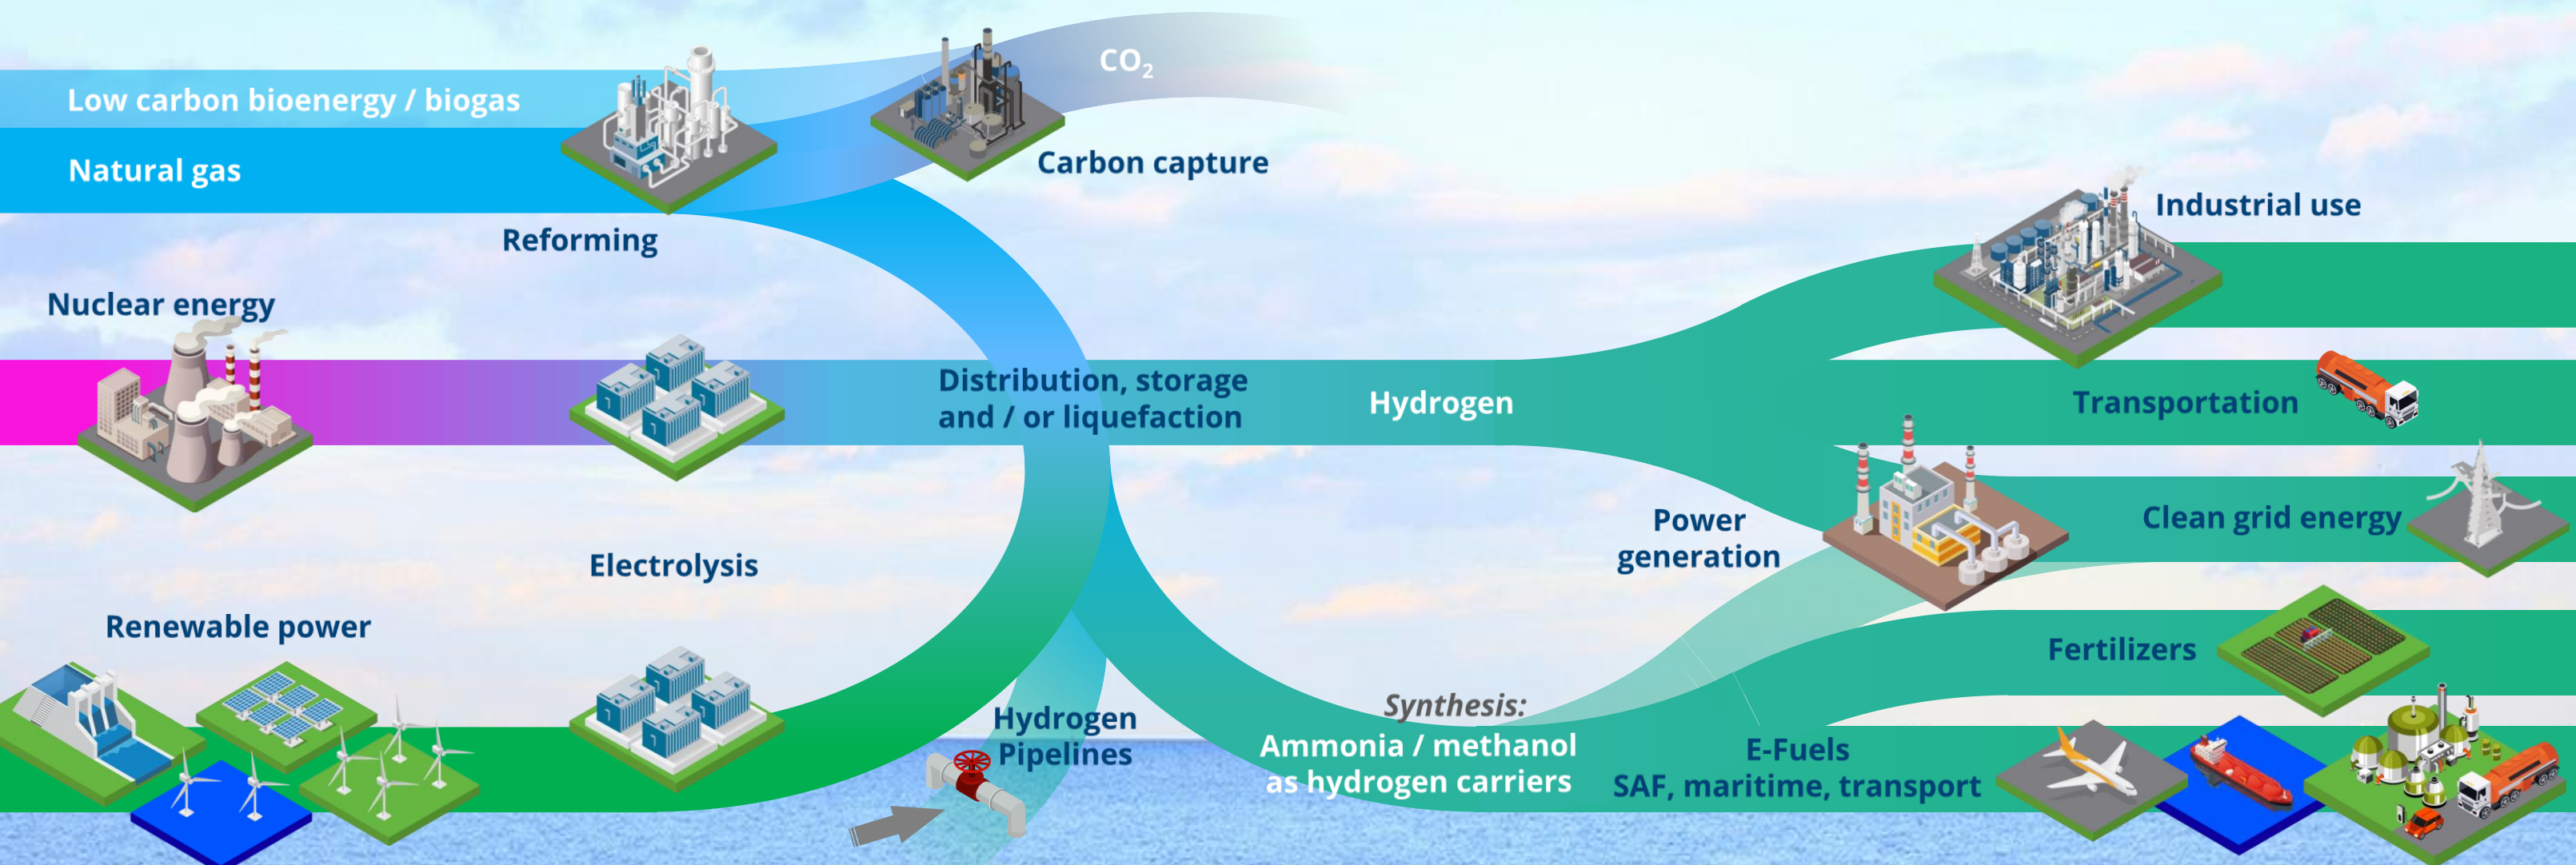 Low carbon bioenergy / biogas
Natural gas
Reforming
CO₂
Carbon capture
Nuclear energy
Electrolysis
Renewable power
Distribution, storage
and / or liquefaction
Hydrogen
Hydrogen
Pipelines
Synthesis:
Ammonia / methanol
as hydrogen carriers
Power
generation
Industrial use
Transportation
Clean grid energy
Fertilizers
E-Fuels
SAF, maritime, transport